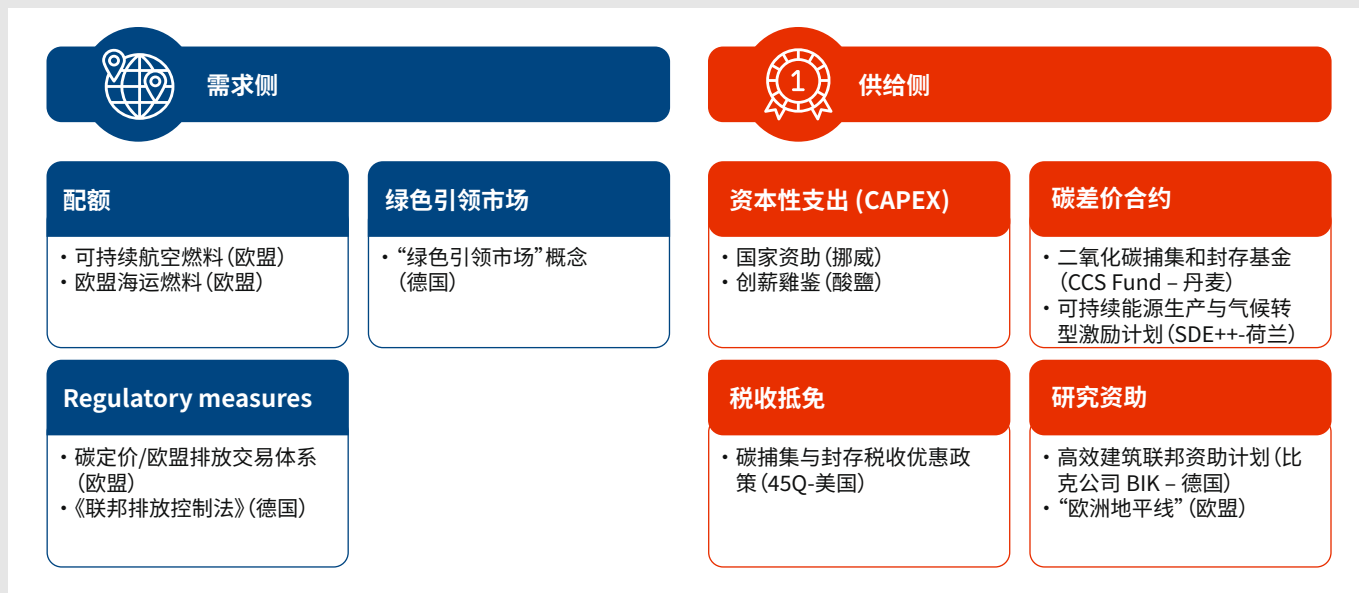 需求侧
1
供给侧
配额
·可持续航空燃料（欧盟）
·欧盟海运燃料（欧盟）
绿色引领市场
·“绿色引领市场”概念
（德国）
Regulatory measures
·碳定价/欧盟排放交易体系
（欧盟）
·《联邦排放控制法》（德国）
资本性支出 (CAPEX)
·国家资助（挪威）
·创薪雞鉴（酸鹽）
碳差价合约
·二氧化碳捕集和封存基金
（CCS Fund – 丹麦）
·可持续能源生产与气候转
型激励计划（SDE++-荷兰）
税收抵免
·碳捕集与封存税收优惠政
策（45Q-美国）
研究资助
·高效建筑联邦资助计划（比
克公司 BIK – 德国）
·“欧洲地平线”（欧盟）